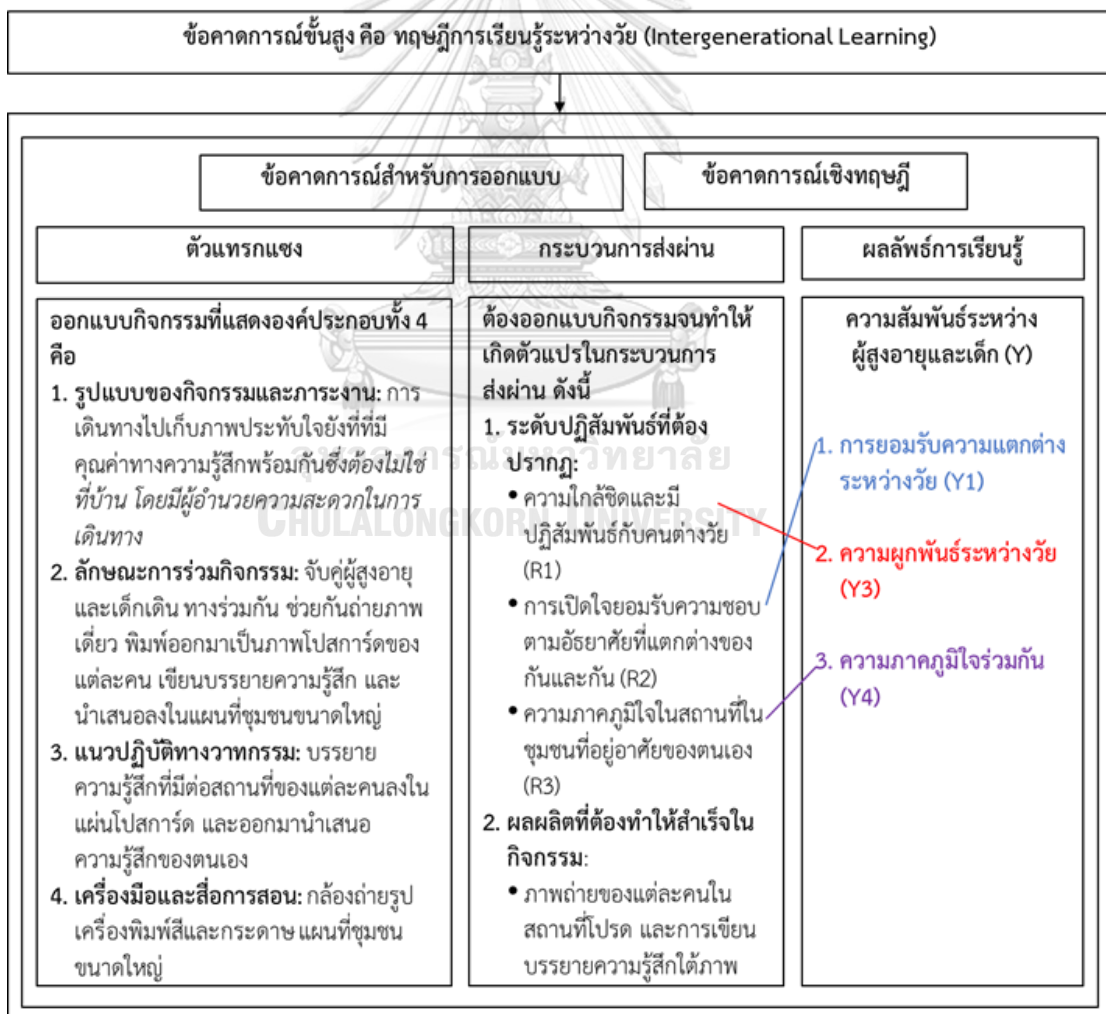 ข้อคาดการณ์ขั้นสูง คือ ทฤษฎีการเรียนรู้ระหว่างวัย (Intergenerational Learning)
ข้อคาดการณ์สำหรับการออกแบบ
ข้อคาดการณ์เชิงทฤษฎี
ตัวแทรกแซง
กระบวนการส่งผ่าน
ผลลัพธ์การเรียนรู้
ออกแบบกิจกรรมที่แสดงองค์ประกอบทั้ง 4
คือ
1. รูปแบบของกิจกรรมและภาระงาน: การ
เดินทางไปเก็บภาพประทับใจยังที่ที่มี
คุณค่าทางความรู้สึกพร้อมกันซึ่งต้องไม่ใช่
ที่บ้าน โดยมีผู้อำนวยความสะดวกในการ
เดินทาง
2. ลักษณะการร่วมกิจกรรม: จับคู่ผู้สูงอายุ
และเด็กเดิน ทางร่วมกัน ช่วยกันถ่ายภาพ
เดี่ยว พิมพ์ออกมาเป็นภาพโปสการ์ดของ
แต่ละคน เขียนบรรยายความรู้สึก และ
นำเสนอลงในแผนที่ชุมชนขนาดใหญ่
3. แนวปฏิบัติทางวาทกรรม: บรรยาย
ความรู้สึกที่มีต่อสถานที่ของแต่ละคนลงใน
แผ่นโปสการ์ด และออกมานำเสนอ
ความรู้สึกของตนเอง
4. เครื่องมือและสื่อการสอน: กล้องถ่ายรูป
เครื่องพิมพ์สีและกระดาษ แผนที่ชุมชน
ขนาดใหญ่
ต้องออกแบบกิจกรรมจนทำให้
เกิดตัวแปรในกระบวนการ
ส่งผ่าน ดังนี้
1. ระดับปฏิสัมพันธ์ที่ต้อง
ปรากฏ:
• ความใกล้ชิดและมี
ปฏิสัมพันธ์กับคนต่างวัย
(R1)
• การเปิดใจยอมรับความชอบ
ตามอัธยาศัยที่แตกต่างของ
กันและกัน (R2)
• ความภาคภูมิใจในสถานที่ใน
ชุมชนที่อยู่อาศัยของตนเอง
(R3)
2. ผลผลิตที่ต้องทำให้สำเร็จใน
กิจกรรม:
• ภาพถ่ายของแต่ละคนใน
สถานที่โปรด และการเขียน
บรรยายความรู้สึกใต้ภาพ
ความสัมพันธ์ระหว่าง
ผู้สูงอายุและเด็ก (Y)
1. การยอมรับความแตกต่าง
ระหว่างวัย (Y1)
2. ความผูกพันธ์ระหว่างวัย
(Y3)
3. ความภาคภูมิใจร่วมกัน
(Y4)
จุฬาลงกรณ์มหาวิทยาลัย
CHULALONGKORN UNIVERSITY